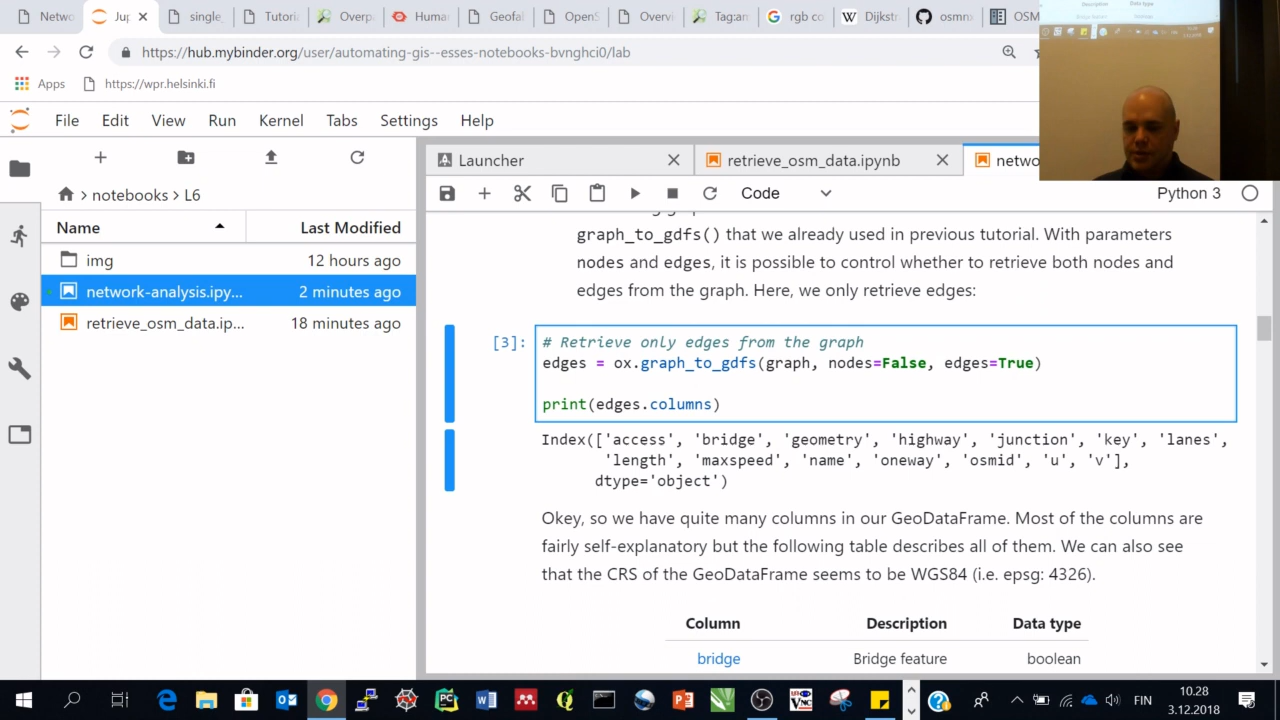 Netwo
Jup
single
Tutori
Overp
Human
Geofal
OpenS
Overvi
Tag:am
rgb co
Dijkstr
osmn
OSM
https://hub.mybinder.org/user/automating-gis--esses-notebooks-bvnghci0/lab
Apps
https://wpr.helsinki.fi
File Edit View Run Kernel Tabs Settings Help
Launcher
retrieve_osm_data.ipynb
netwo
notebooks > L6
Code
Python 3
Name Last Modified
img 12 hours ago
network-analysis.ipy... 2 minutes ago
retrieve_osm_data.ip... 18 minutes ago
graph_to_gdfs() that we already used in previous tutorial. With parameters
nodes and edges, it is possible to control whether to retrieve both nodes and
edges from the graph. Here, we only retrieve edges:
[3]: # Retrieve only edges from the graph
edges = ox.graph_to_gdfs(graph, nodes=False, edges=True)
print(edges.columns)
Index(['access', 'bridge', 'geometry', 'highway', 'junction', 'key', 'lanes',
'length', 'maxspeed', 'name', 'oneway', 'osmid', 'u', 'v'],
dtype='object')
Okey, so we have quite many columns in our GeoDataFrame. Most of the columns are
fairly self-explanatory but the following table describes all of them. We can also see
that the CRS of the GeoDataFrame seems to be WGS84 (i.e. epsg: 4326).
Column Description Data type
bridge Bridge feature boolean
FIN
10.28
3.12.2018